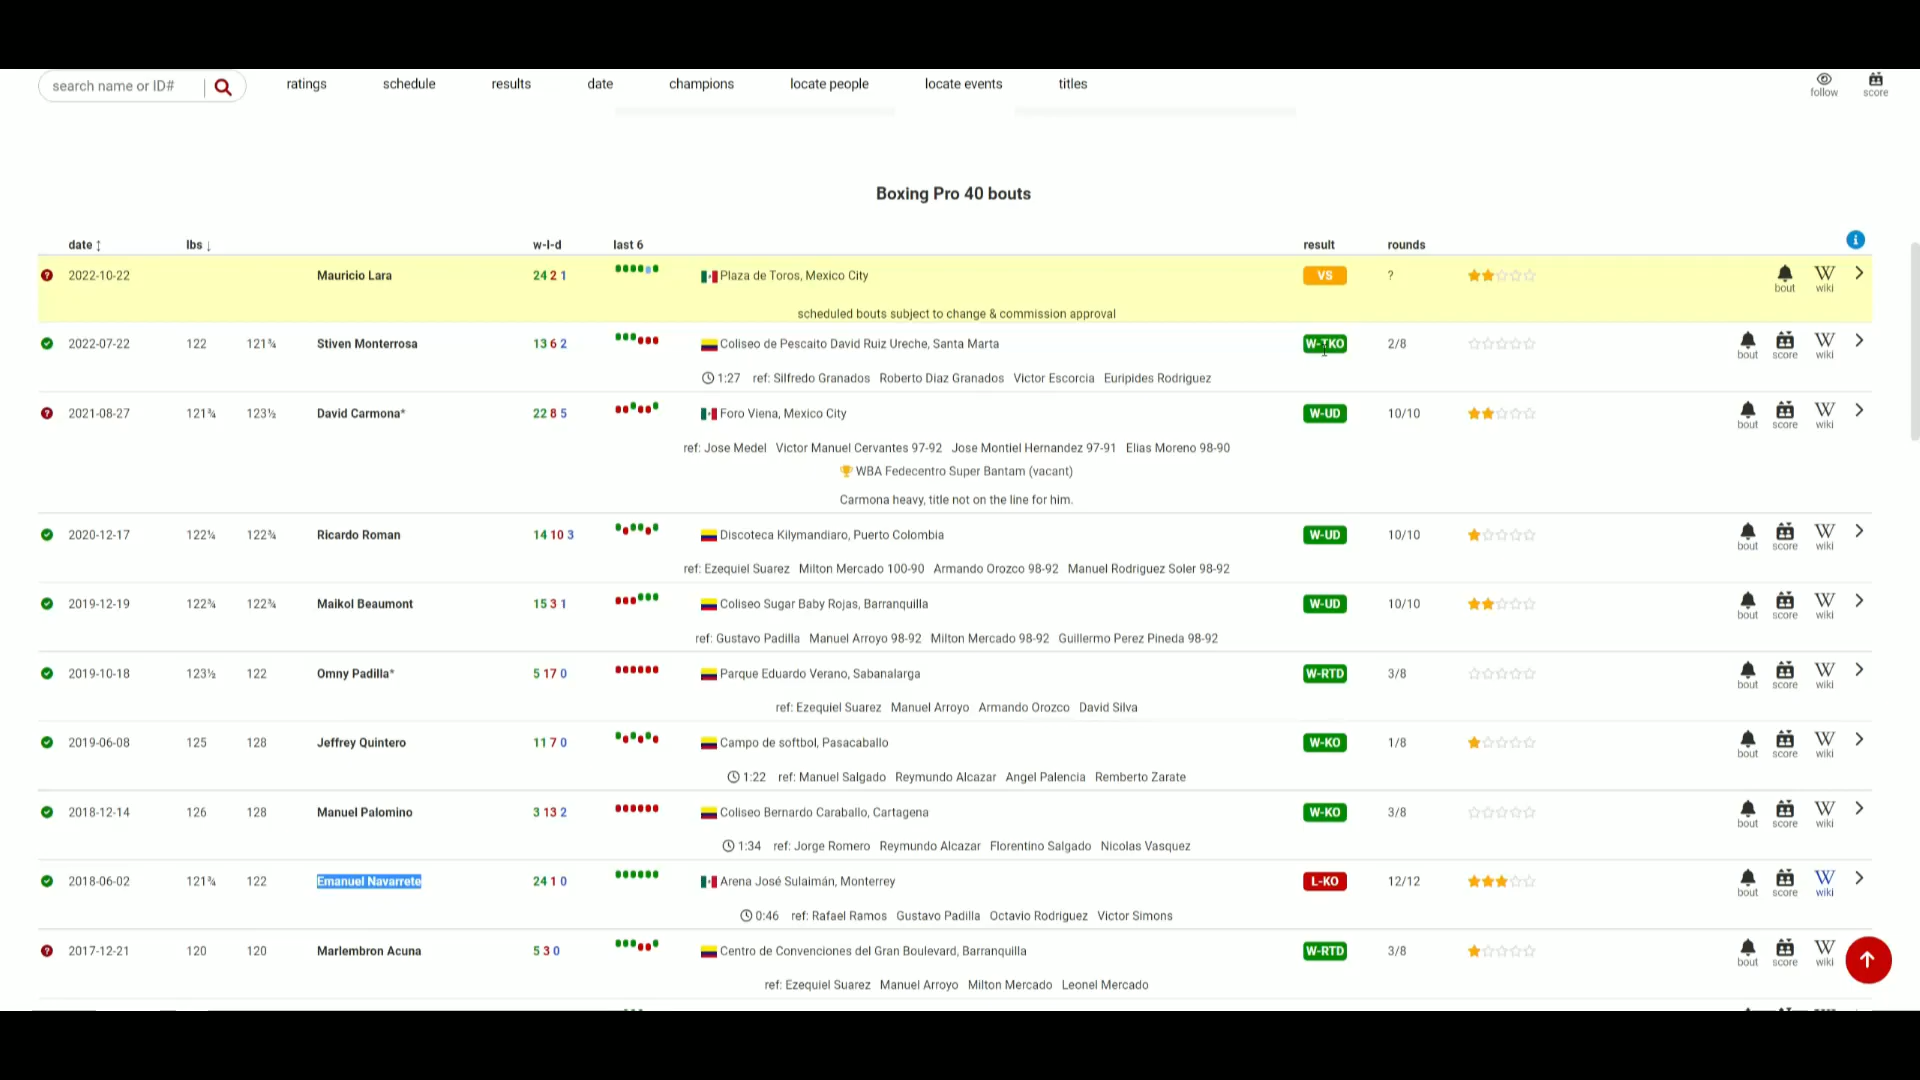 search name or ID# ratings schedule results date champions locate people locate events titles follow score
Boxing Pro 40 bouts
date lbs w-l-d last 6 result rounds
2022-10-22 Mauricio Lara 24 2 1 Plaza de Toros, Mexico City VS ? bout wiki
scheduled bouts subject to change & commission approval
2022-07-22 122 121¾ Stiven Monterrosa 13 6 2 Coliseo de Pescaito David Ruiz Ureche, Santa Marta W-TKO 2/8 bout score wiki
1:27 ref: Silfredo Granados Roberto Diaz Granados Victor Escorcia Euripides Rodriguez
2021-08-27 121¾ 123½ David Carmona* 22 8 5 Foro Viena, Mexico City W-UD 10/10 bout score wiki
ref: Jose Medel Victor Manuel Cervantes 97-92 Jose Montiel Hernandez 97-91 Elias Moreno 98-90
WBA Fedecentro Super Bantam (vacant)
Carmona heavy, title not on the line for him.
2020-12-17 122¼ 122¾ Ricardo Roman 14 10 3 Discoteca Kilymandiaro, Puerto Colombia W-UD 10/10 bout score wiki
ref: Ezequiel Suarez Milton Mercado 100-90 Armando Orozco 98-92 Manuel Rodriguez Soler 98-92
2019-12-19 122¾ 122¾ Maikol Beaumont 15 3 1 Coliseo Sugar Baby Rojas, Barranquilla W-UD 10/10 bout score wiki
ref: Gustavo Padilla Manuel Arroyo 98-92 Milton Mercado 98-92 Guillermo Perez Pineda 98-92
2019-10-18 123½ 122 Omny Padilla* 5 17 0 Parque Eduardo Verano, Sabanalarga W-RTD 3/8 bout score wiki
ref: Ezequiel Suarez Manuel Arroyo Armando Orozco David Silva
2019-06-08 125 128 Jeffrey Quintero 11 7 0 Campo de softbol, Pasacaballo W-KO 1/8 bout score wiki
1:22 ref: Manuel Salgado Reymundo Alcazar Angel Palencia Remberto Zarate
2018-12-14 126 128 Manuel Palomino 3 13 2 Coliseo Bernardo Caraballo, Cartagena W-KO 3/8 bout score wiki
1:34 ref: Jorge Romero Reymundo Alcazar Florentino Salgado Nicolas Vasquez
2018-06-02 121¾ 122 Emanuel Navarrete 24 1 0 Arena José Sulaimán, Monterrey L-KO 12/12 bout score wiki
0:46 ref: Rafael Ramos Gustavo Padilla Octavio Rodriguez Victor Simons
2017-12-21 120 120 Marlembron Acuna 5 3 0 Centro de Convenciones del Gran Boulevard, Barranquilla W-RTD 3/8 bout score wiki
ref: Ezequiel Suarez Manuel Arroyo Milton Mercado Leonel Mercado